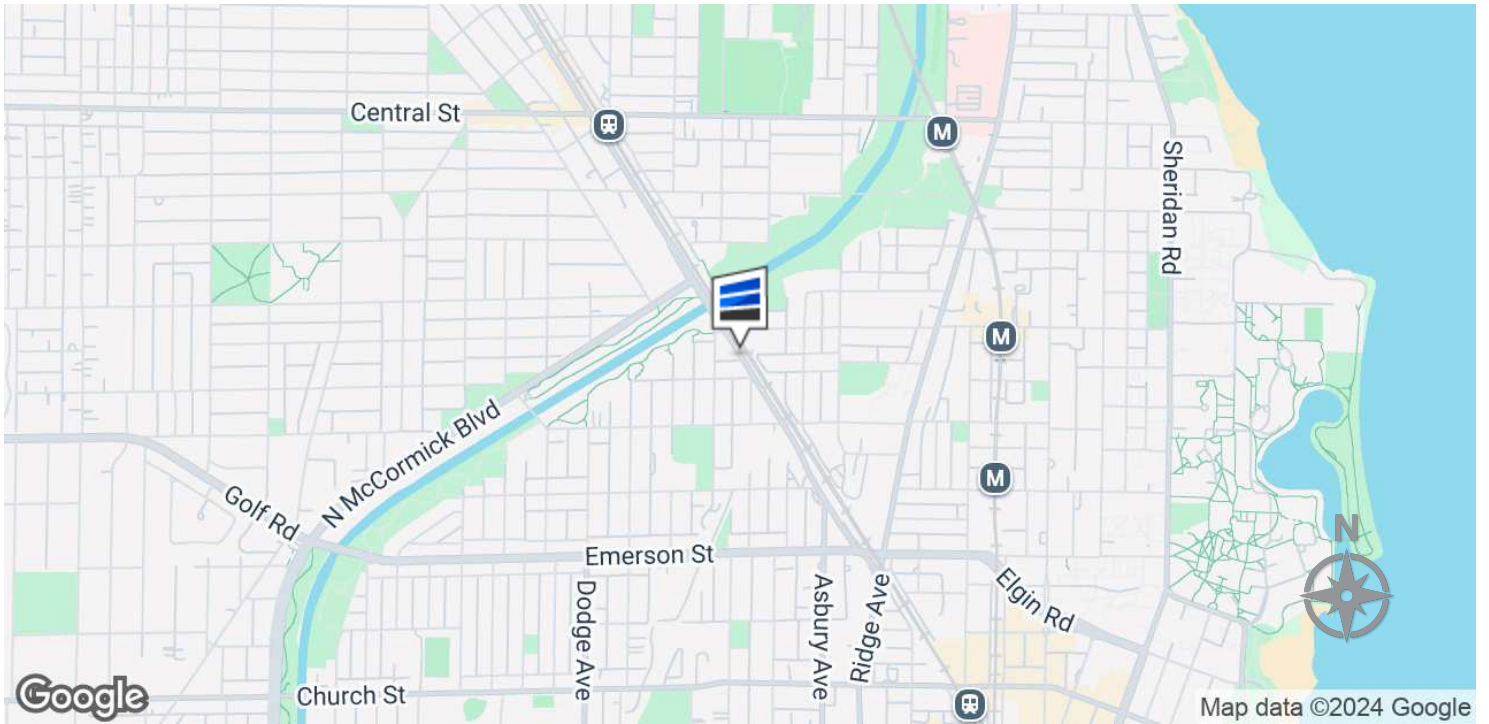 Central St
M
Sheridan Rd
M
N McCormick Blvd
M
Golf Rd
N
Emerson St
Dodge Ave
Asbury Ave
Ridge Ave
Elgin Rd
Church St
Google
Map data ©2024 Google